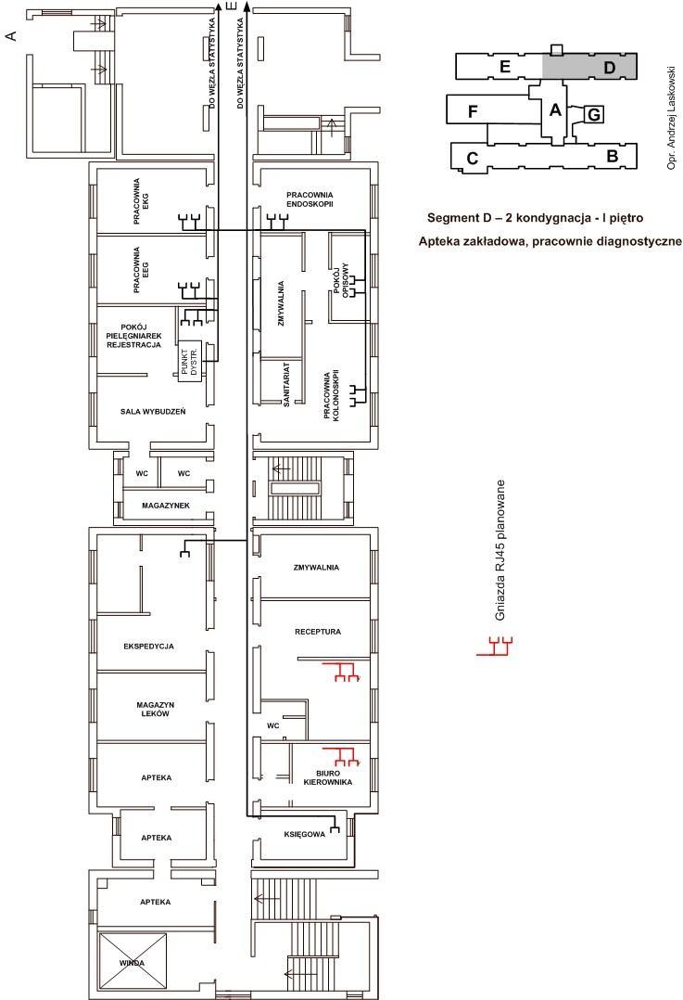 A
E
DO WĘZŁA STATYSTYKA
DO WĘZŁA STATYSTYKA
E
D
F
A
G
C
B
Opr. Andrzej Laskowski
Segment D – 2 kondygnacja - I piętro
Apteka zakładowa, pracownie diagnostyczne
PRACOWNIA
EKG
PRACOWNIA
ENDOSKOPII
PRACOWNIA
EEG
ZMYWALNIA
POKÓJ
OPISOWY
POKÓJ
PIELĘGNIAREK
REJESTRACJA
PUNKT
DYSTR.
SANITARIAT
PRACOWNIA
KOLONOSKPII
SALA WYBUDZEŃ
WC
WC
MAGAZYNEK
Gniazda RJ45 planowane
ZMYWALNIA
EKSPEDYCJA
RECEPTURA
MAGAZYN
LEKÓW
WC
APTEKA
BIURO
KIEROWNIKA
APTEKA
KSIĘGOWA
APTEKA
WINDA